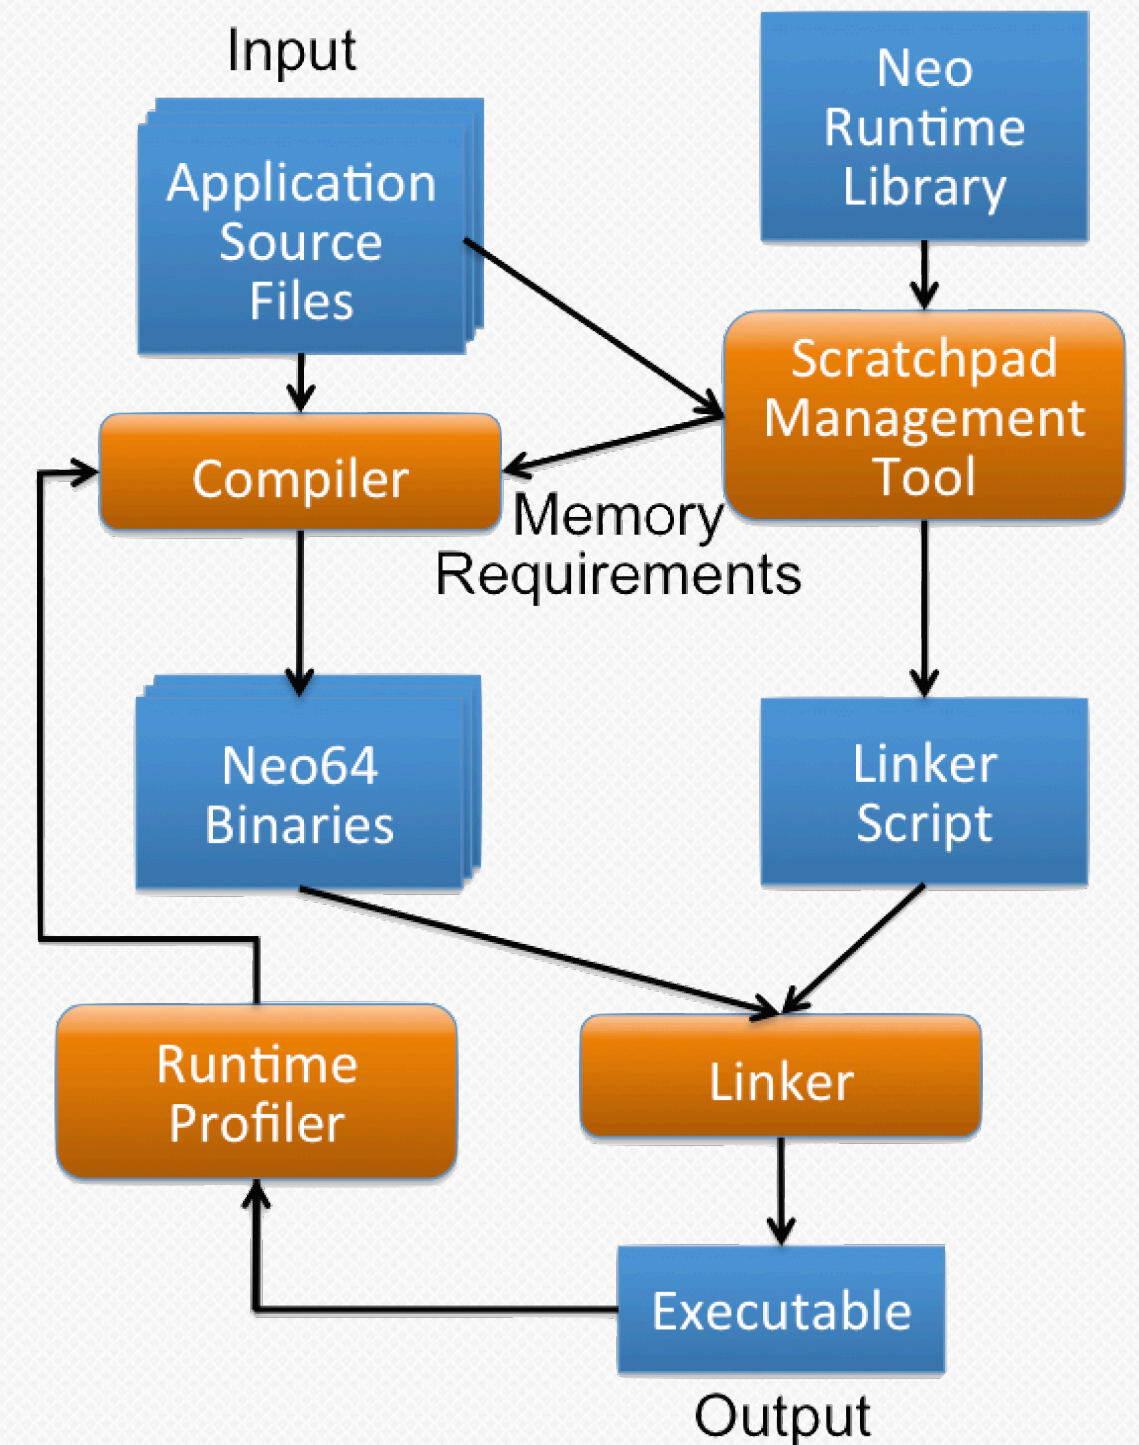 Input
Neo
Runtime
Library
Application
Source
Files
Scratchpad
Management
Tool
Compiler
Memory
Requirements
Neo64
Binaries
Linker
Script
Runtime
Profiler
Linker
Executable
Output